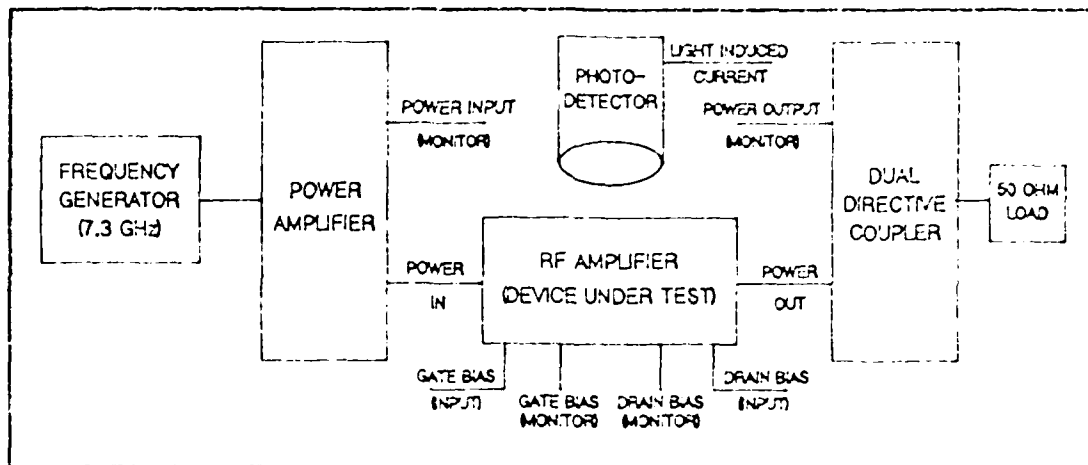 FREQUENCY
GENERATOR
(7.3 GHz)
POWER
AMPLIFIER
POWER INPUT
(MONITOR)
POWER
IN
PHOTO-
DETECTOR
LIGHT INDUCED
CURRENT
POWER OUTPUT
(MONITOR)
RF AMPLIFIER
(DEVICE UNDER TEST)
POWER
OUT
DUAL
DIRECTIVE
COUPLER
50 OHM
LOAD
GATE BIAS
(INPUT)
GATE BIAS
(MONITOR)
DRAIN BIAS
(MONITOR)
DRAIN BIAS
(INPUT)